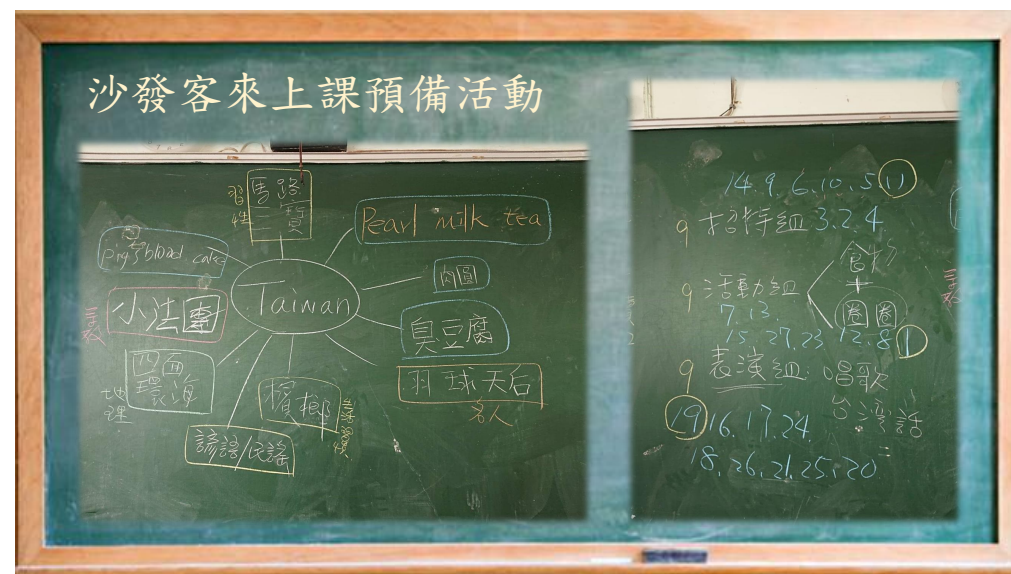 沙發客來上課預備活動
習性
馬路三寶
Pearl milk tea
Pig's blood cake
肉圓
Taiwan
小法團
宗教
臭豆腐
四面環海
地理
羽球天后
名人
檳榔
諺語/民謠
14.9.6.10.5.11
9 招待組 3.2.4
食物
+
9 活動組
圈圈
7.13.
15.27.23 12.8.1
9 表演組:唱歌
台灣話
19 16.17.24.
18.26.21.25.20